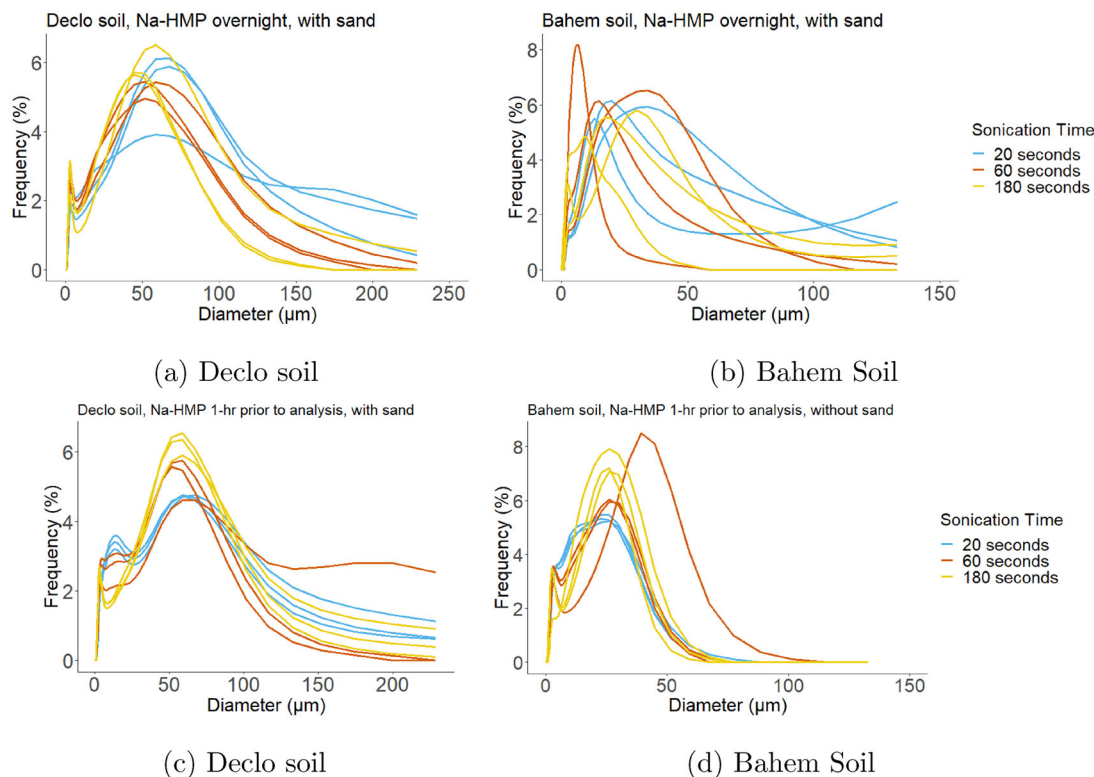 Declo soil, Na-HMP overnight, with sand
Frequency (%)
6
4
2
0
0 50 100 150 200 250
Diameter (µm)
(a) Declo soil
Bahem soil, Na-HMP overnight, with sand
Frequency (%)
8
6
4
2
0
0 50 100 150
Diameter (µm)
(b) Bahem Soil
Sonication Time
20 seconds
60 seconds
180 seconds
Declo soil, Na-HMP 1-hr prior to analysis, with sand
Frequency (%)
6
4
2
0
0 50 100 150 200
Diameter (µm)
(c) Declo soil
Bahem soil, Na-HMP 1-hr prior to analysis, without sand
Frequency (%)
8
6
4
2
0
0 50 100 150
Diameter (µm)
(d) Bahem Soil
Sonication Time
20 seconds
60 seconds
180 seconds